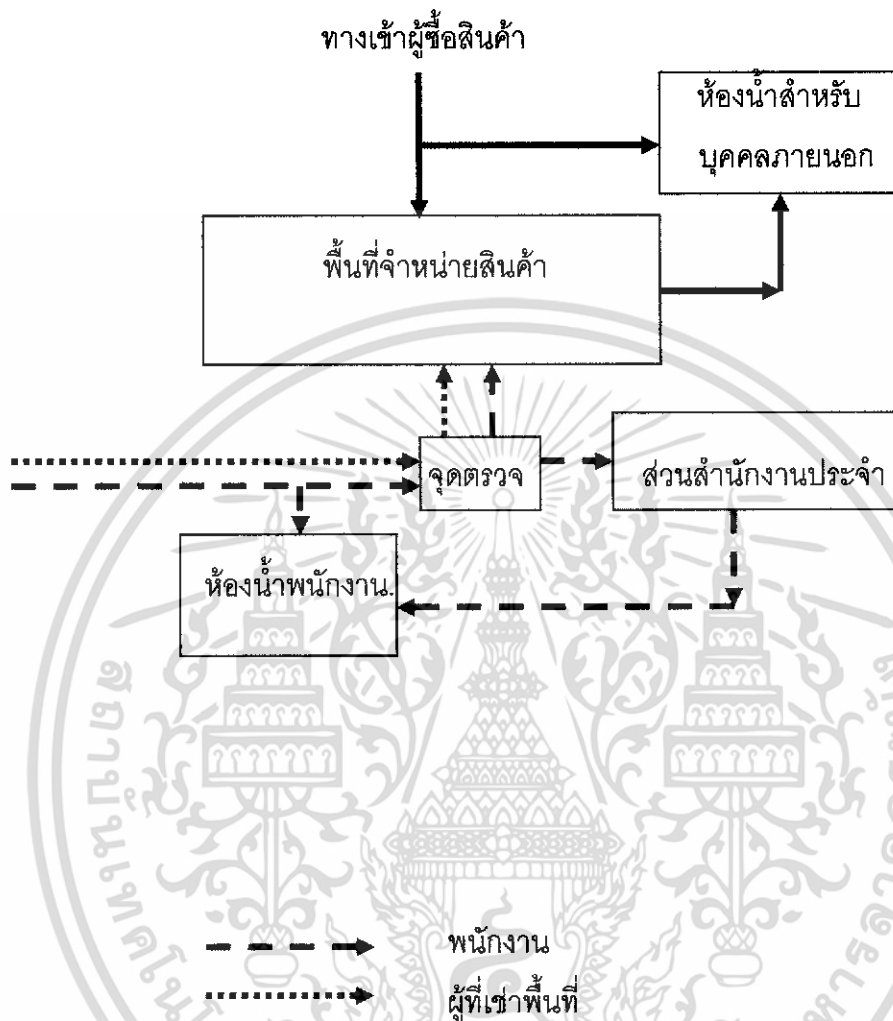 ทางเข้าผู้ซื้อสินค้า
ห้องน้ำสำหรับ
บุคคลภายนอก
พื้นที่จำหน่ายสินค้า
จุดตรวจ
ส่วนสำนักงานประจำ
ห้องน้ำพนักงาน.
พนักงาน
ผู้ที่เช่าพื้นที่